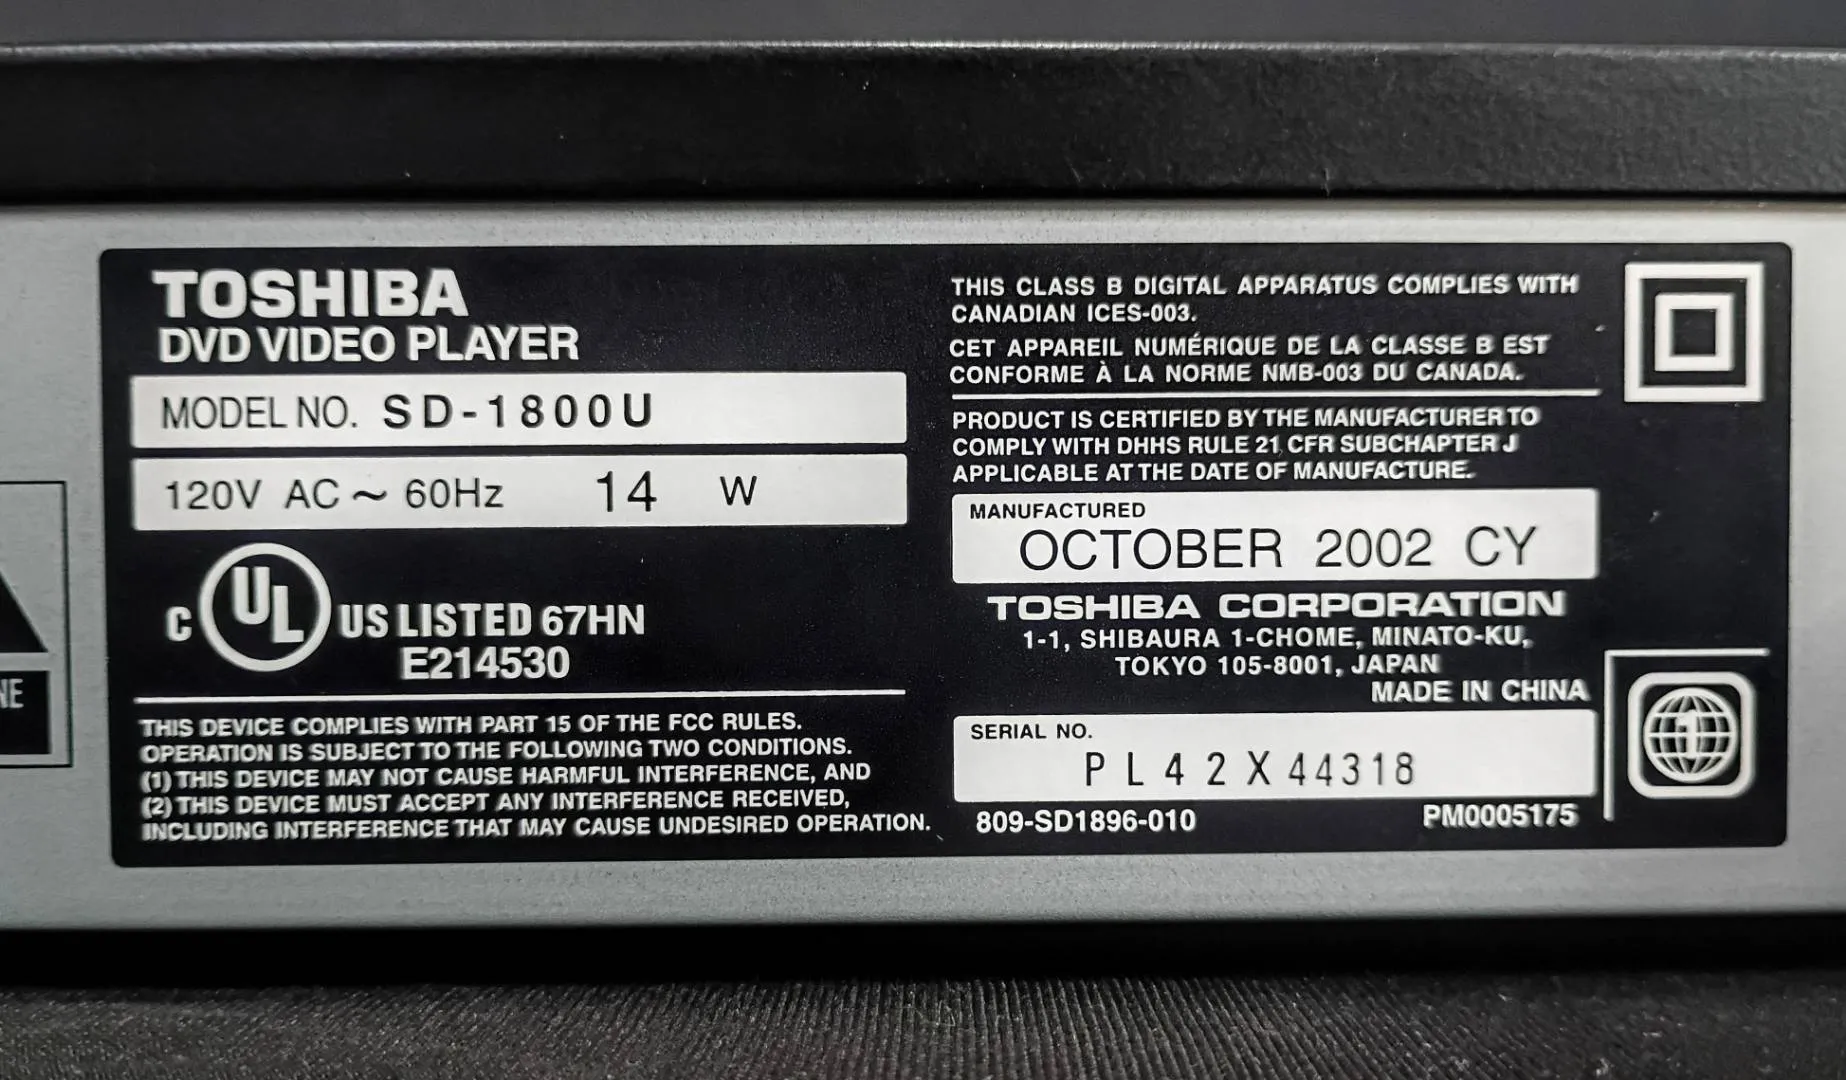 TOSHIBA
DVD VIDEO PLAYER
MODEL NO. SD-1800U
120V AC ~ 60Hz 14 W
C UL US LISTED 67HN
E214530
THIS DEVICE COMPLIES WITH PART 15 OF THE FCC RULES.
OPERATION IS SUBJECT TO THE FOLLOWING TWO CONDITIONS.
(1) THIS DEVICE MAY NOT CAUSE HARMFUL INTERFERENCE, AND
(2) THIS DEVICE MUST ACCEPT ANY INTERFERENCE RECEIVED,
INCLUDING INTERFERENCE THAT MAY CAUSE UNDESIRED OPERATION.
THIS CLASS B DIGITAL APPARATUS COMPLIES WITH
CANADIAN ICES-003.
CET APPAREIL NUMÉRIQUE DE LA CLASSE B EST
CONFORME À LA NORME NMB-003 DU CANADA.
PRODUCT IS CERTIFIED BY THE MANUFACTURER TO
COMPLY WITH DHHS RULE 21 CFR SUBCHAPTER J
APPLICABLE AT THE DATE OF MANUFACTURE.
MANUFACTURED
OCTOBER 2002 CY
TOSHIBA CORPORATION
1-1, SHIBAURA 1-CHOME, MINATO-KU,
TOKYO 105-8001, JAPAN
MADE IN CHINA
SERIAL NO.
PL42X44318
809-SD1896-010 PM0005175
1